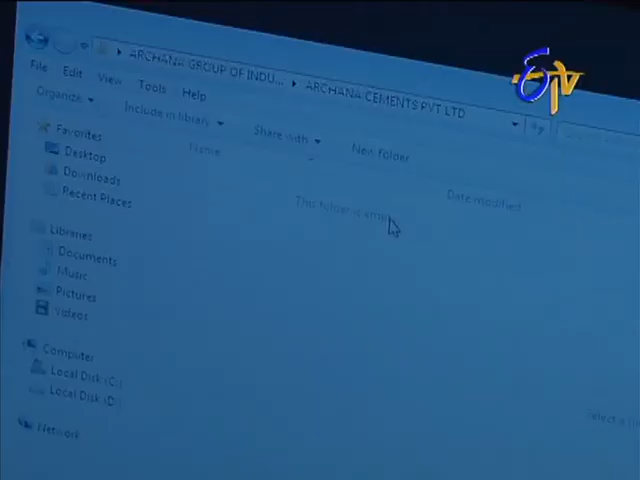 ARCHANA GROUP OF INDU... ▸ ARCHANA CEMENTS PVT LTD
File Edit View Tools Help
Organize Include in library Share with New folder
Name Date modified
This folder is
Favorites
Desktop
Downloads
Recent Places
Libraries
Documents
Music
Pictures
Videos
Computer
Local Disk (C:)
Local Disk (D:)
Network
Select a
eTV